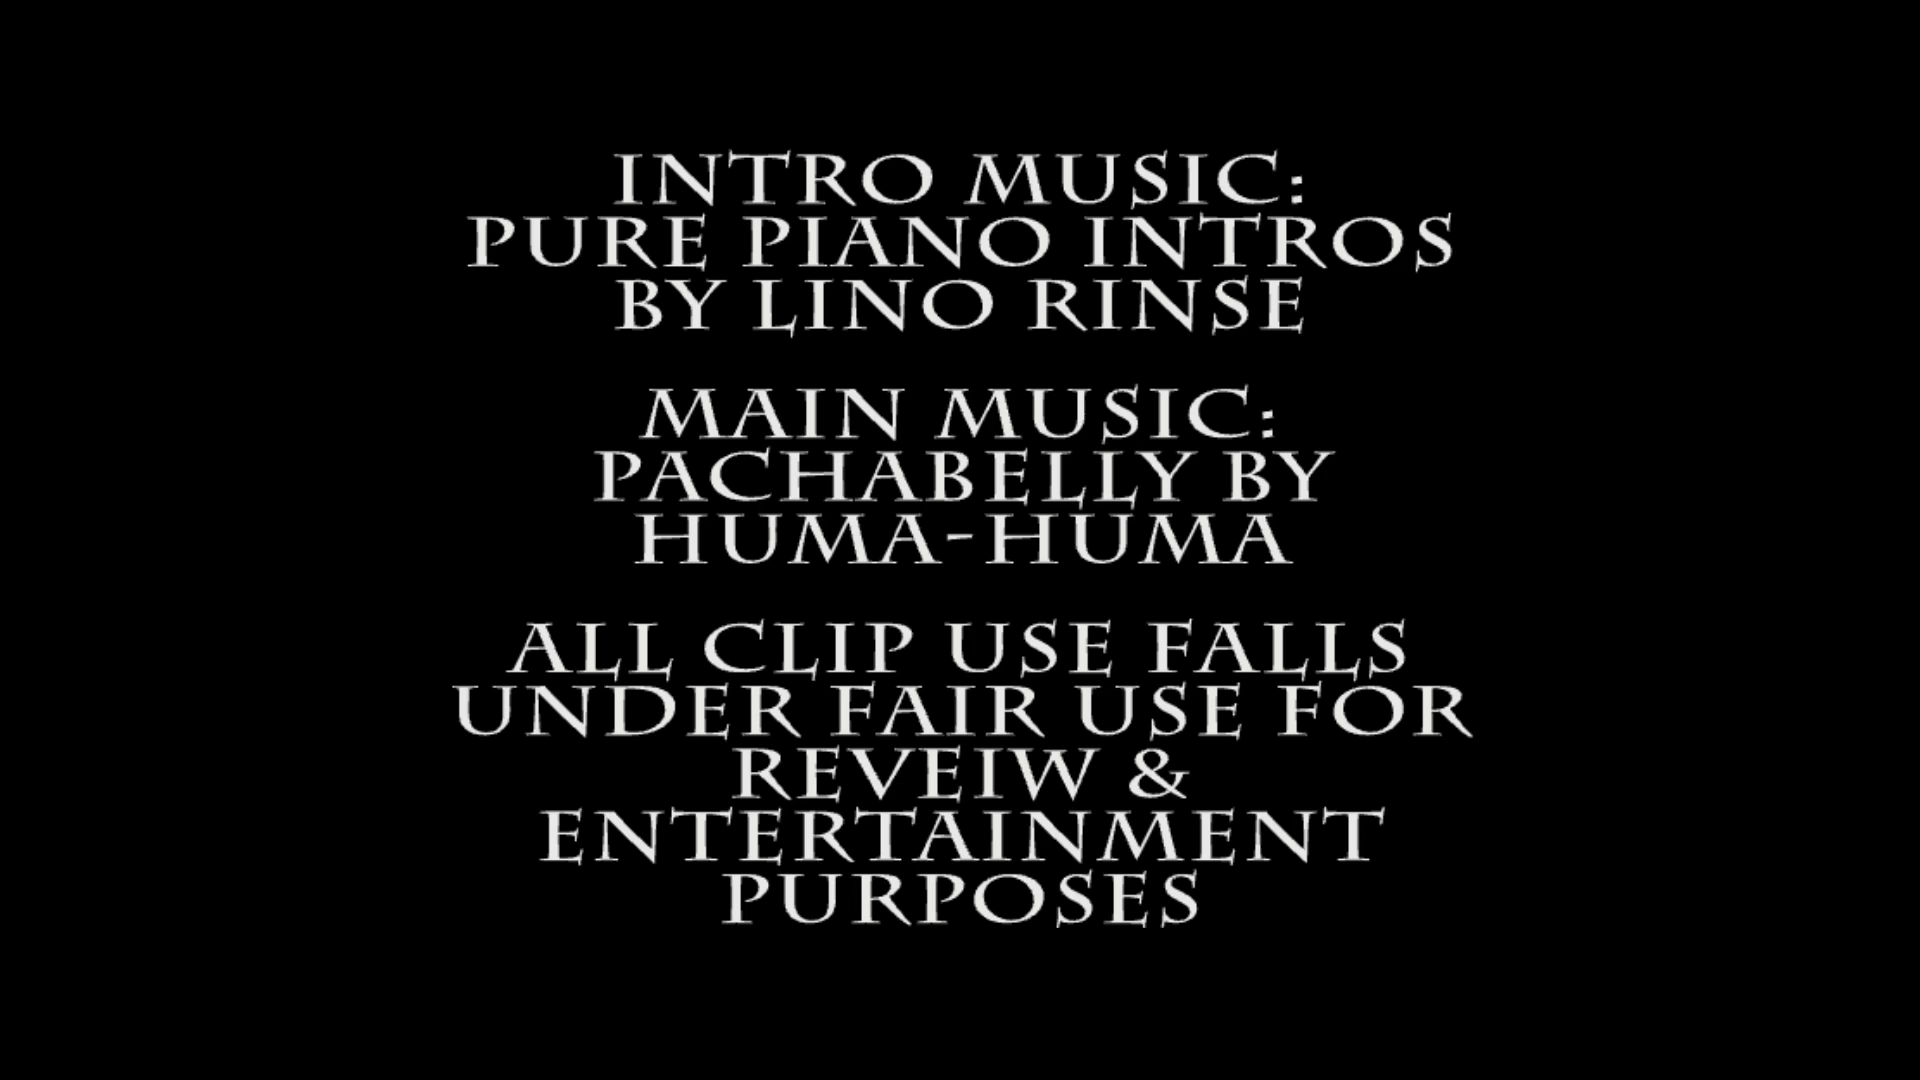 INTRO MUSIC:
PURE PIANO INTROS
BY LINO RINSE
MAIN MUSIC:
PACHABELLY BY
HUMA-HUMA
ALL CLIP USE FALLS
UNDER FAIR USE FOR
REVEIW &
ENTERTAINMENT
PURPOSES